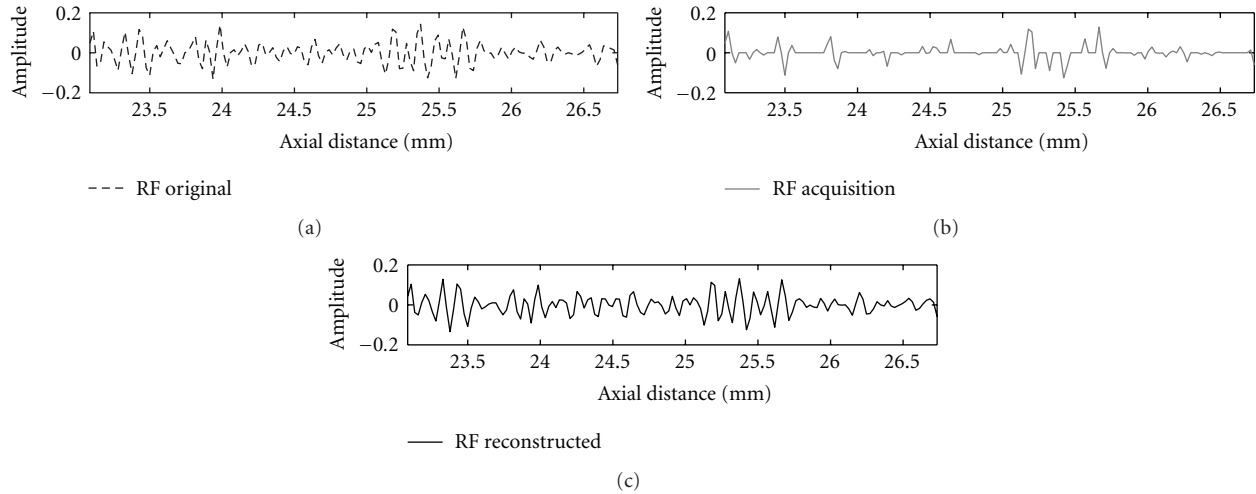 0.2
0
−0.2
Amplitude
23.5 24 24.5 25 25.5 26 26.5
Axial distance (mm)
RF original
(a)
0.2
0
−0.2
Amplitude
23.5 24 24.5 25 25.5 26 26.5
Axial distance (mm)
RF acquisition
(b)
0.2
0
−0.2
Amplitude
23.5 24 24.5 25 25.5 26 26.5
Axial distance (mm)
RF reconstructed
(c)